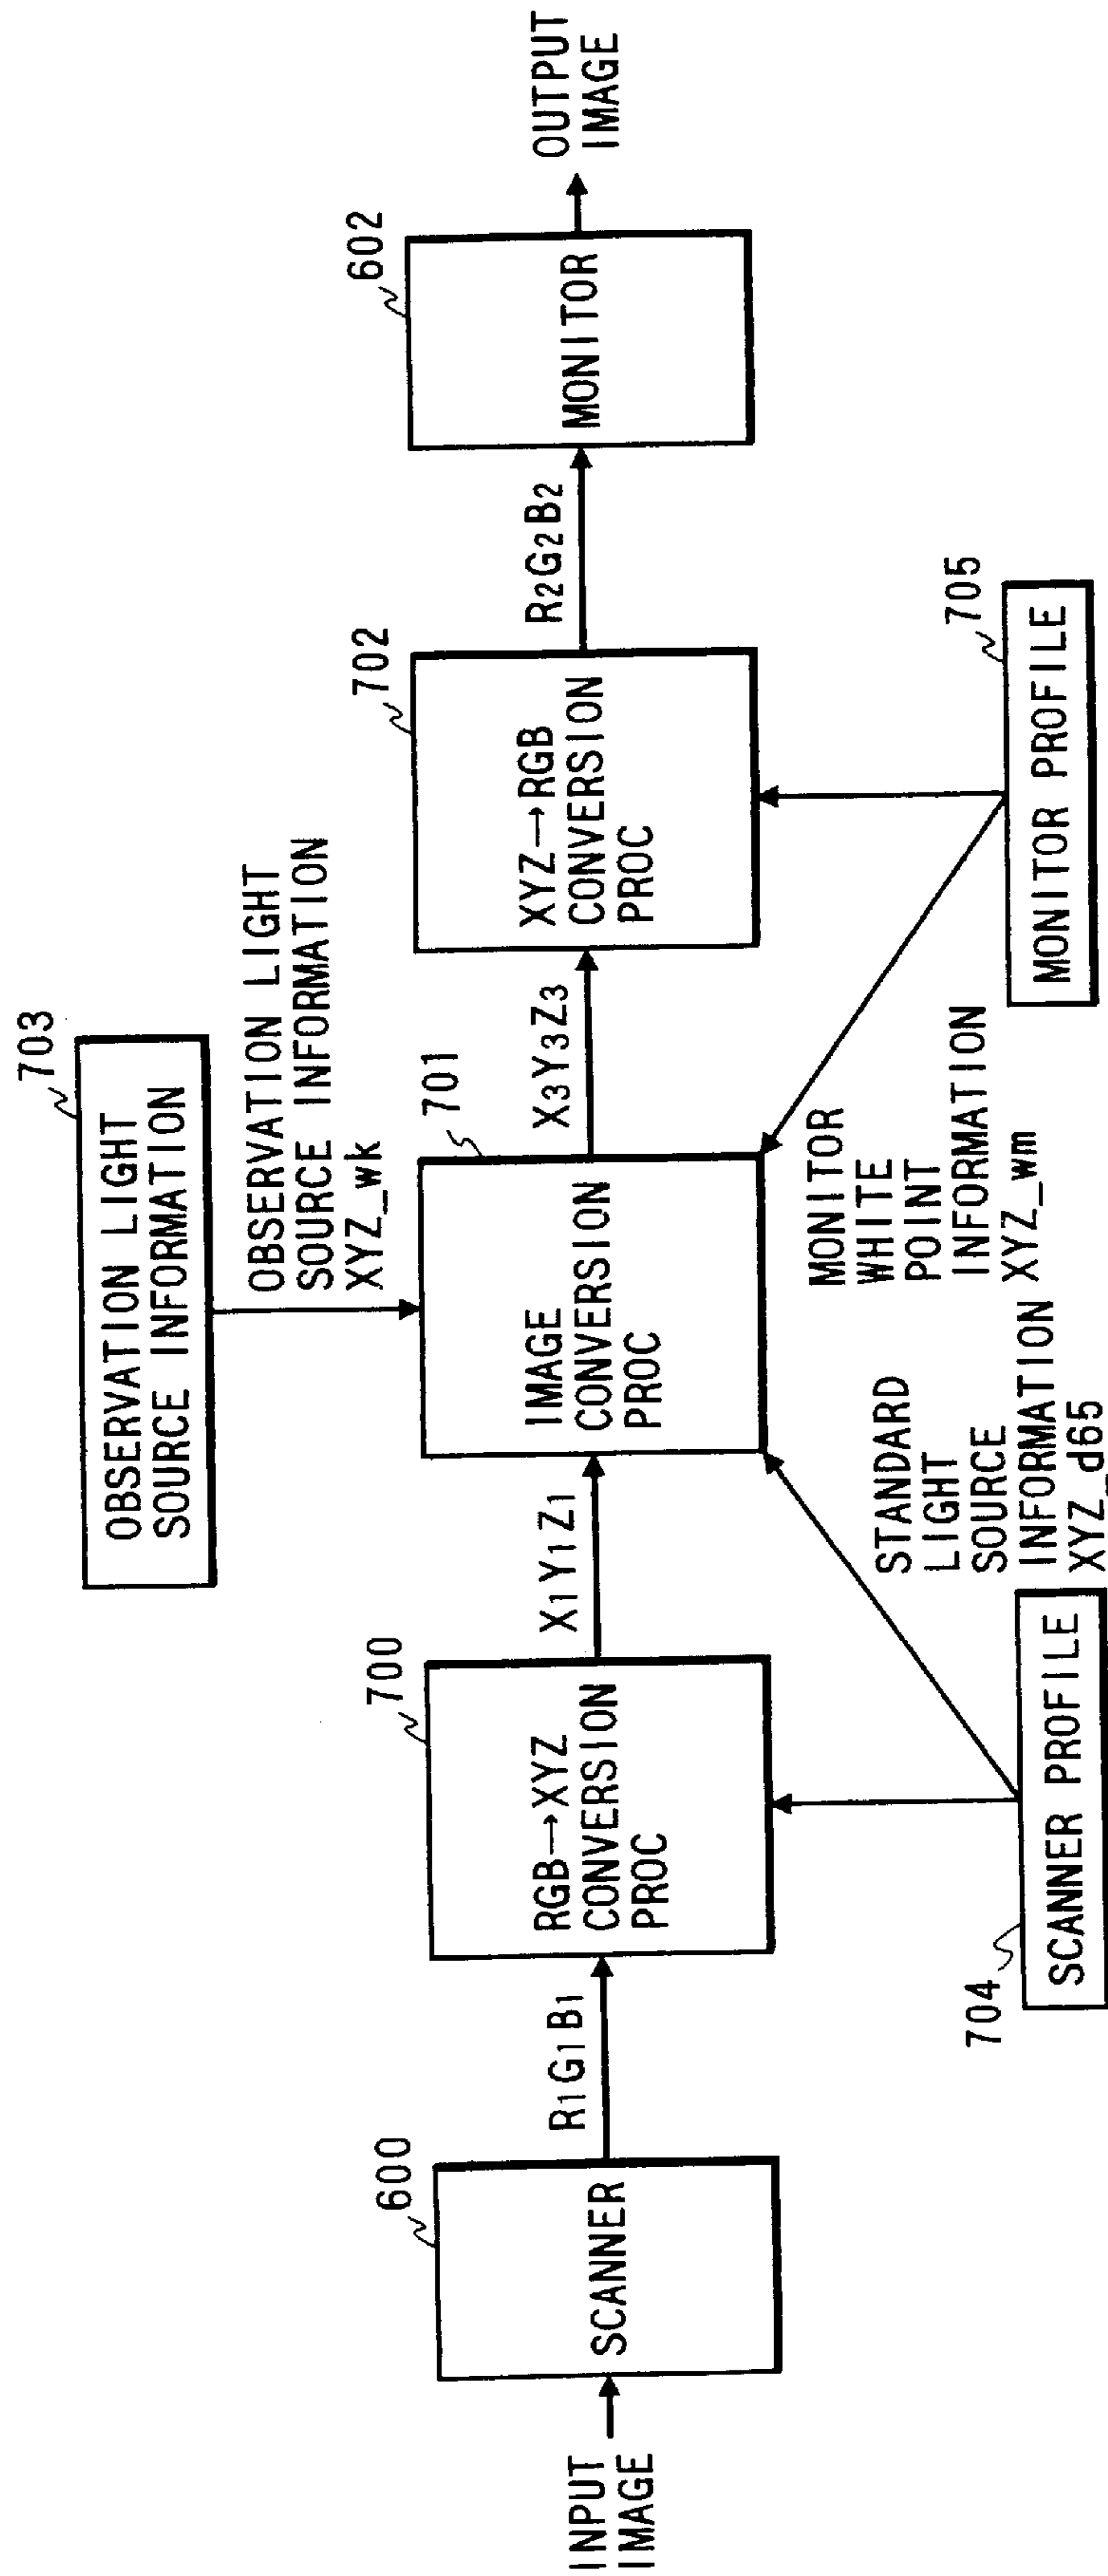 INPUT
IMAGE
600
SCANNER
R1G1B1
700
RGB→XYZ
CONVERSION
PROC
X1Y1Z1
703
OBSERVATION LIGHT
SOURCE INFORMATION
OBSERVATION LIGHT
SOURCE INFORMATION
XYZ_wk
701
IMAGE
CONVERSION
PROC
X3Y3Z3
702
XYZ→RGB
CONVERSION
PROC
R2G2B2
602
MONITOR
OUTPUT
IMAGE
704
SCANNER PROFILE
STANDARD
LIGHT
SOURCE
INFORMATION
XYZ_d65
MONITOR
WHITE
POINT
INFORMATION
XYZ_wm
705
MONITOR PROFILE